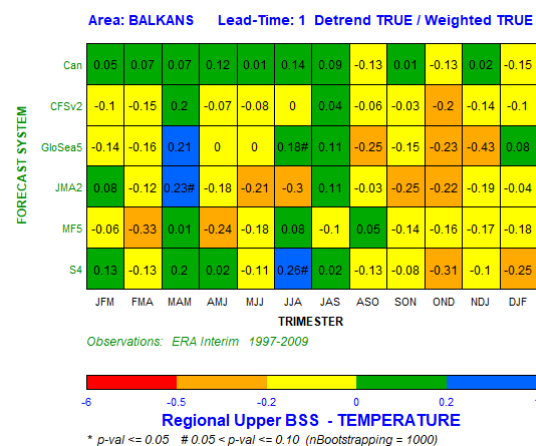 Area: BALKANS Lead-Time: 1 Detrend TRUE / Weighted TRUE
FORECAST SYSTEM
Can 0.05 0.07 0.07 0.12 0.01 0.14 0.09 -0.13 0.01 -0.13 0.02 -0.15
CFSv2 -0.1 -0.15 0.2 -0.07 -0.08 0 0.04 -0.06 -0.03 -0.2 -0.14 -0.1
GloSea5 -0.14 -0.16 0.21 0 0 0.18# 0.11 -0.25 -0.15 -0.23 -0.43 0.08
JMA2 0.08 -0.12 0.23# -0.18 -0.21 -0.3 0.11 -0.03 -0.25 -0.22 -0.19 -0.04
MF5 -0.06 -0.33 0.01 -0.24 -0.18 0.08 -0.1 0.05 -0.14 -0.16 -0.17 -0.18
S4 0.13 -0.13 0.2 0.02 -0.11 0.26# 0.02 -0.13 -0.08 -0.31 -0.1 -0.25
JFM FMA MAM AMJ MJJ JJA JAS ASO SON OND NDJ DJF
TRIMESTER
Observations: ERA Interim 1997-2009
-6 -0.5 -0.2 0 0.2
Regional Upper BSS - TEMPERATURE
* p-val <= 0.05 # 0.05 < p-val <= 0.10 (nBootstrapping = 1000)